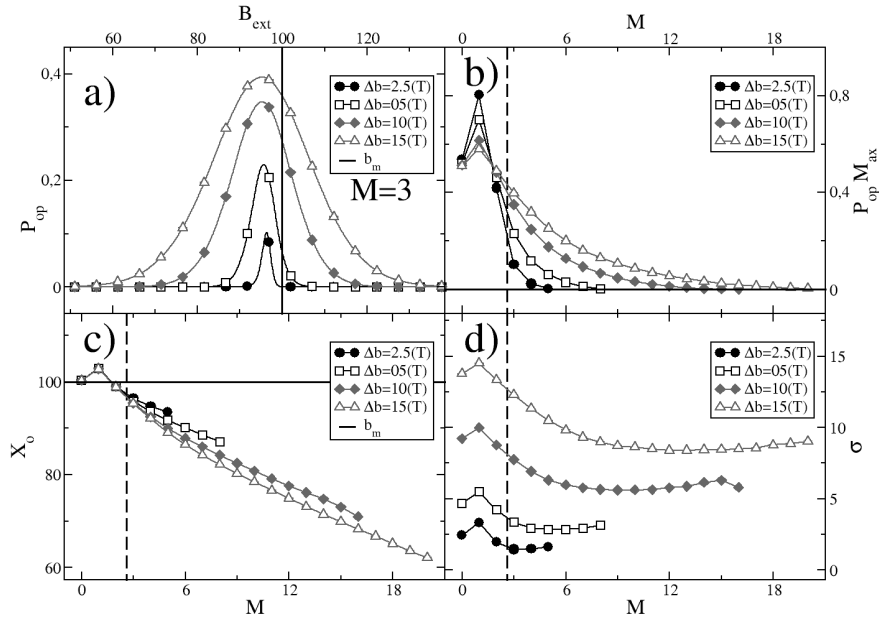 B_ext
60 80 100 120
a)
0,4
0,2
0
P_op
Δb=2.5(T)
Δb=05(T)
Δb=10(T)
Δb=15(T)
b_m
M=3
M
0 6 12 18
b)
Δb=2.5(T)
Δb=05(T)
Δb=10(T)
Δb=15(T)
0,8
0,4
0
P_op M_ax
c)
100
80
60
X_o
Δb=2.5(T)
Δb=05(T)
Δb=10(T)
Δb=15(T)
b_m
0 6 12 18
M
d)
Δb=2.5(T)
Δb=05(T)
Δb=10(T)
Δb=15(T)
15
10
5
0
σ
0 6 12 18
M